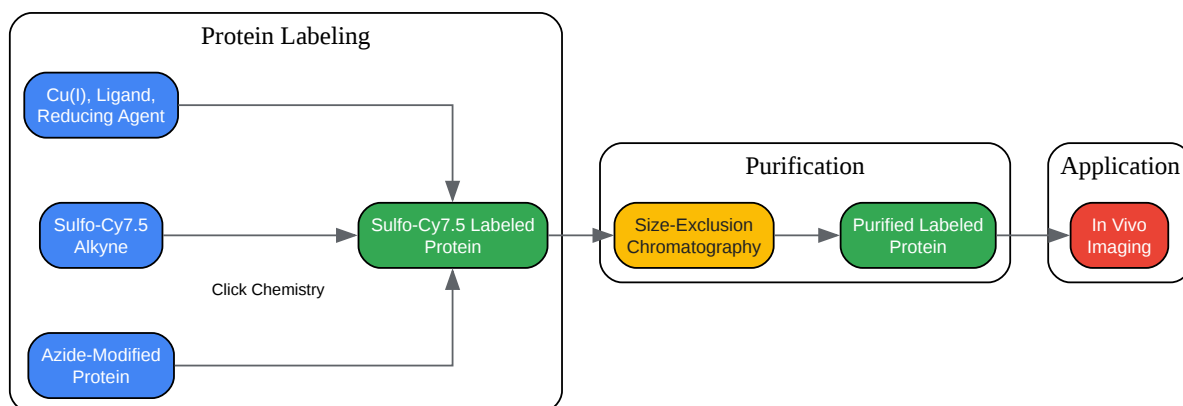 Protein Labeling
Cu(I), Ligand,
Reducing Agent
Sulfo-Cy7.5
Alkyne
Sulfo-Cy7.5 Labeled
Protein
Click Chemistry
Azide-Modified
Protein
Purification
Size-Exclusion
Chromatography
Purified Labeled
Protein
Application
In Vivo
Imaging